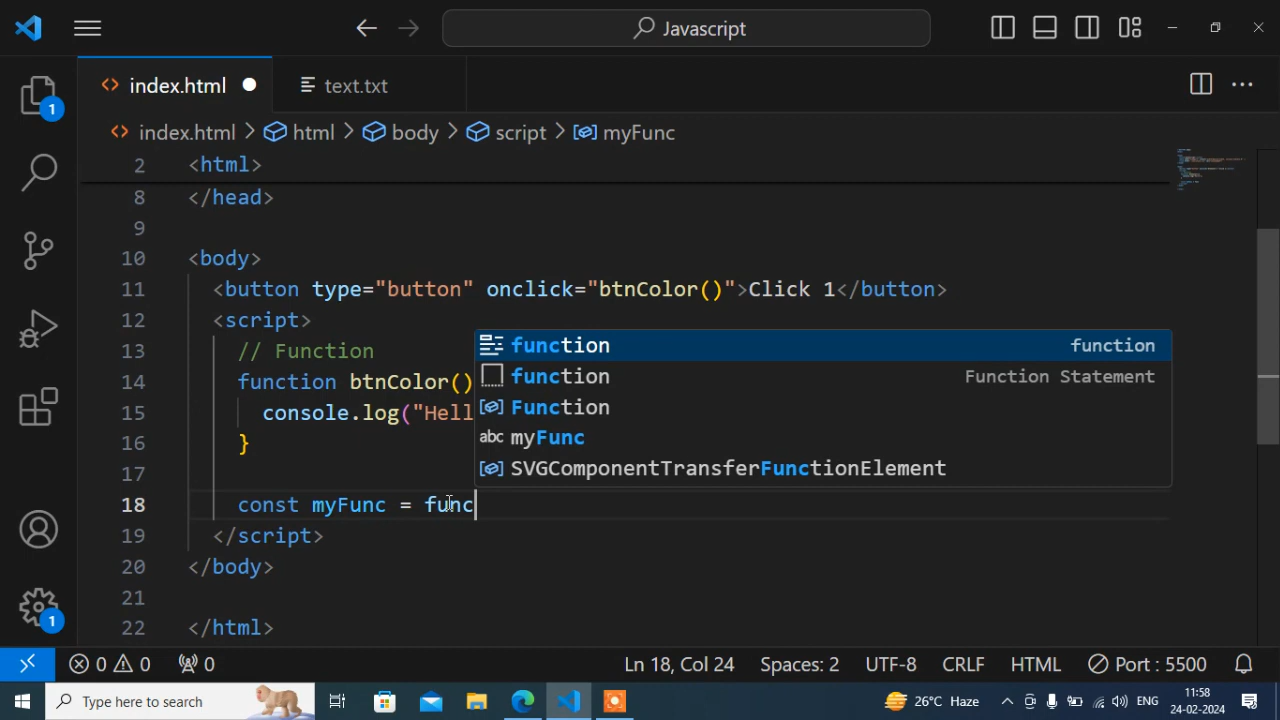 Javascript
index.html
text.txt
1
index.html > html > body > script > myFunc
2 <html>
8 </head>
9
10 <body>
11 <button type="button" onclick="btnColor()">Click 1</button>
12 <script>
13 // Function
14 function btnColor()
15 console.log("Hell
16 }
17
18 const myFunc = func
19 </script>
20 </body>
21
22 </html>
function function
function Function Statement
Function
abc myFunc
SVGComponentTransferFunctionElement
1
0 0 0 Ln 18, Col 24 Spaces: 2 UTF-8 CRLF HTML Port : 5500
Type here to search
26°C Haze
ENG
11:58
24-02-2024